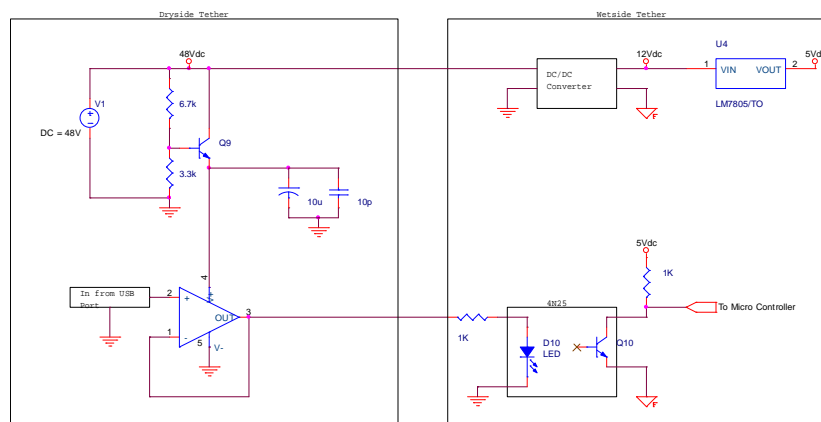 Dryside Tether
Wetside Tether
48Vdc
12Vdc
U4
5Vd
DC/DC
Converter
1
VIN
VOUT
2
LM7805/TO
F
V1
DC = 48V
6.7k
Q9
3.3k
10u
10p
4
V+
In from USB
Port
2
+
OUT
3
1
-
5
V-
5Vdc
1K
To Micro Controller
4N25
1K
D10
LED
Q10
F